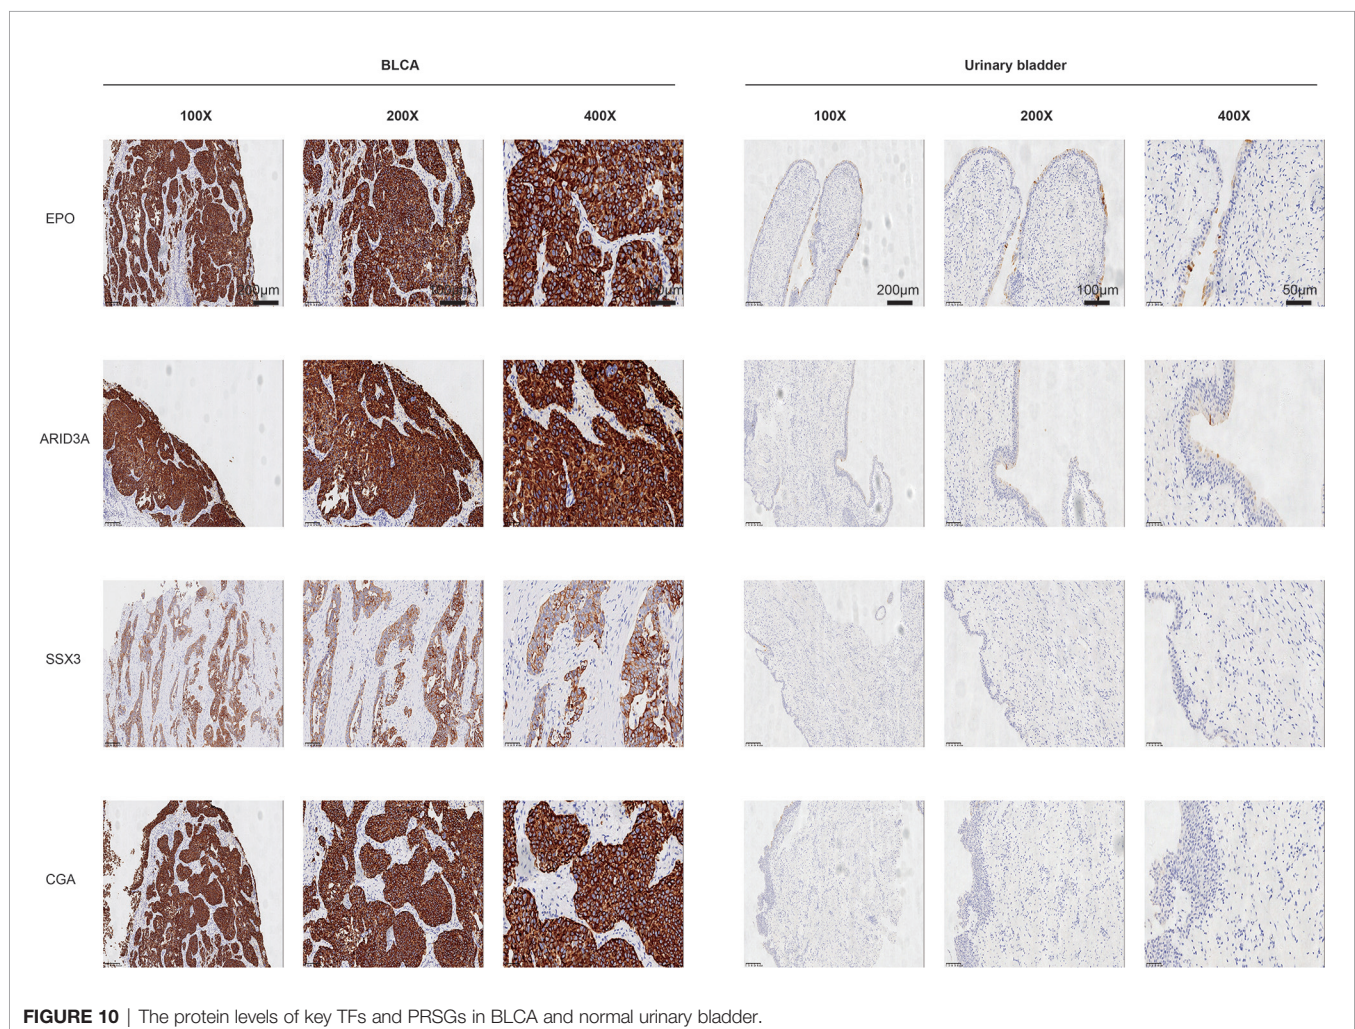 BLCA
Urinary bladder
100X 200X 400X 100X 200X 400X
EPO
200μm 100μm 50μm
ARID3A
SSX3
CGA
FIGURE 10 | The protein levels of key TFs and PRSGs in BLCA and normal urinary bladder.